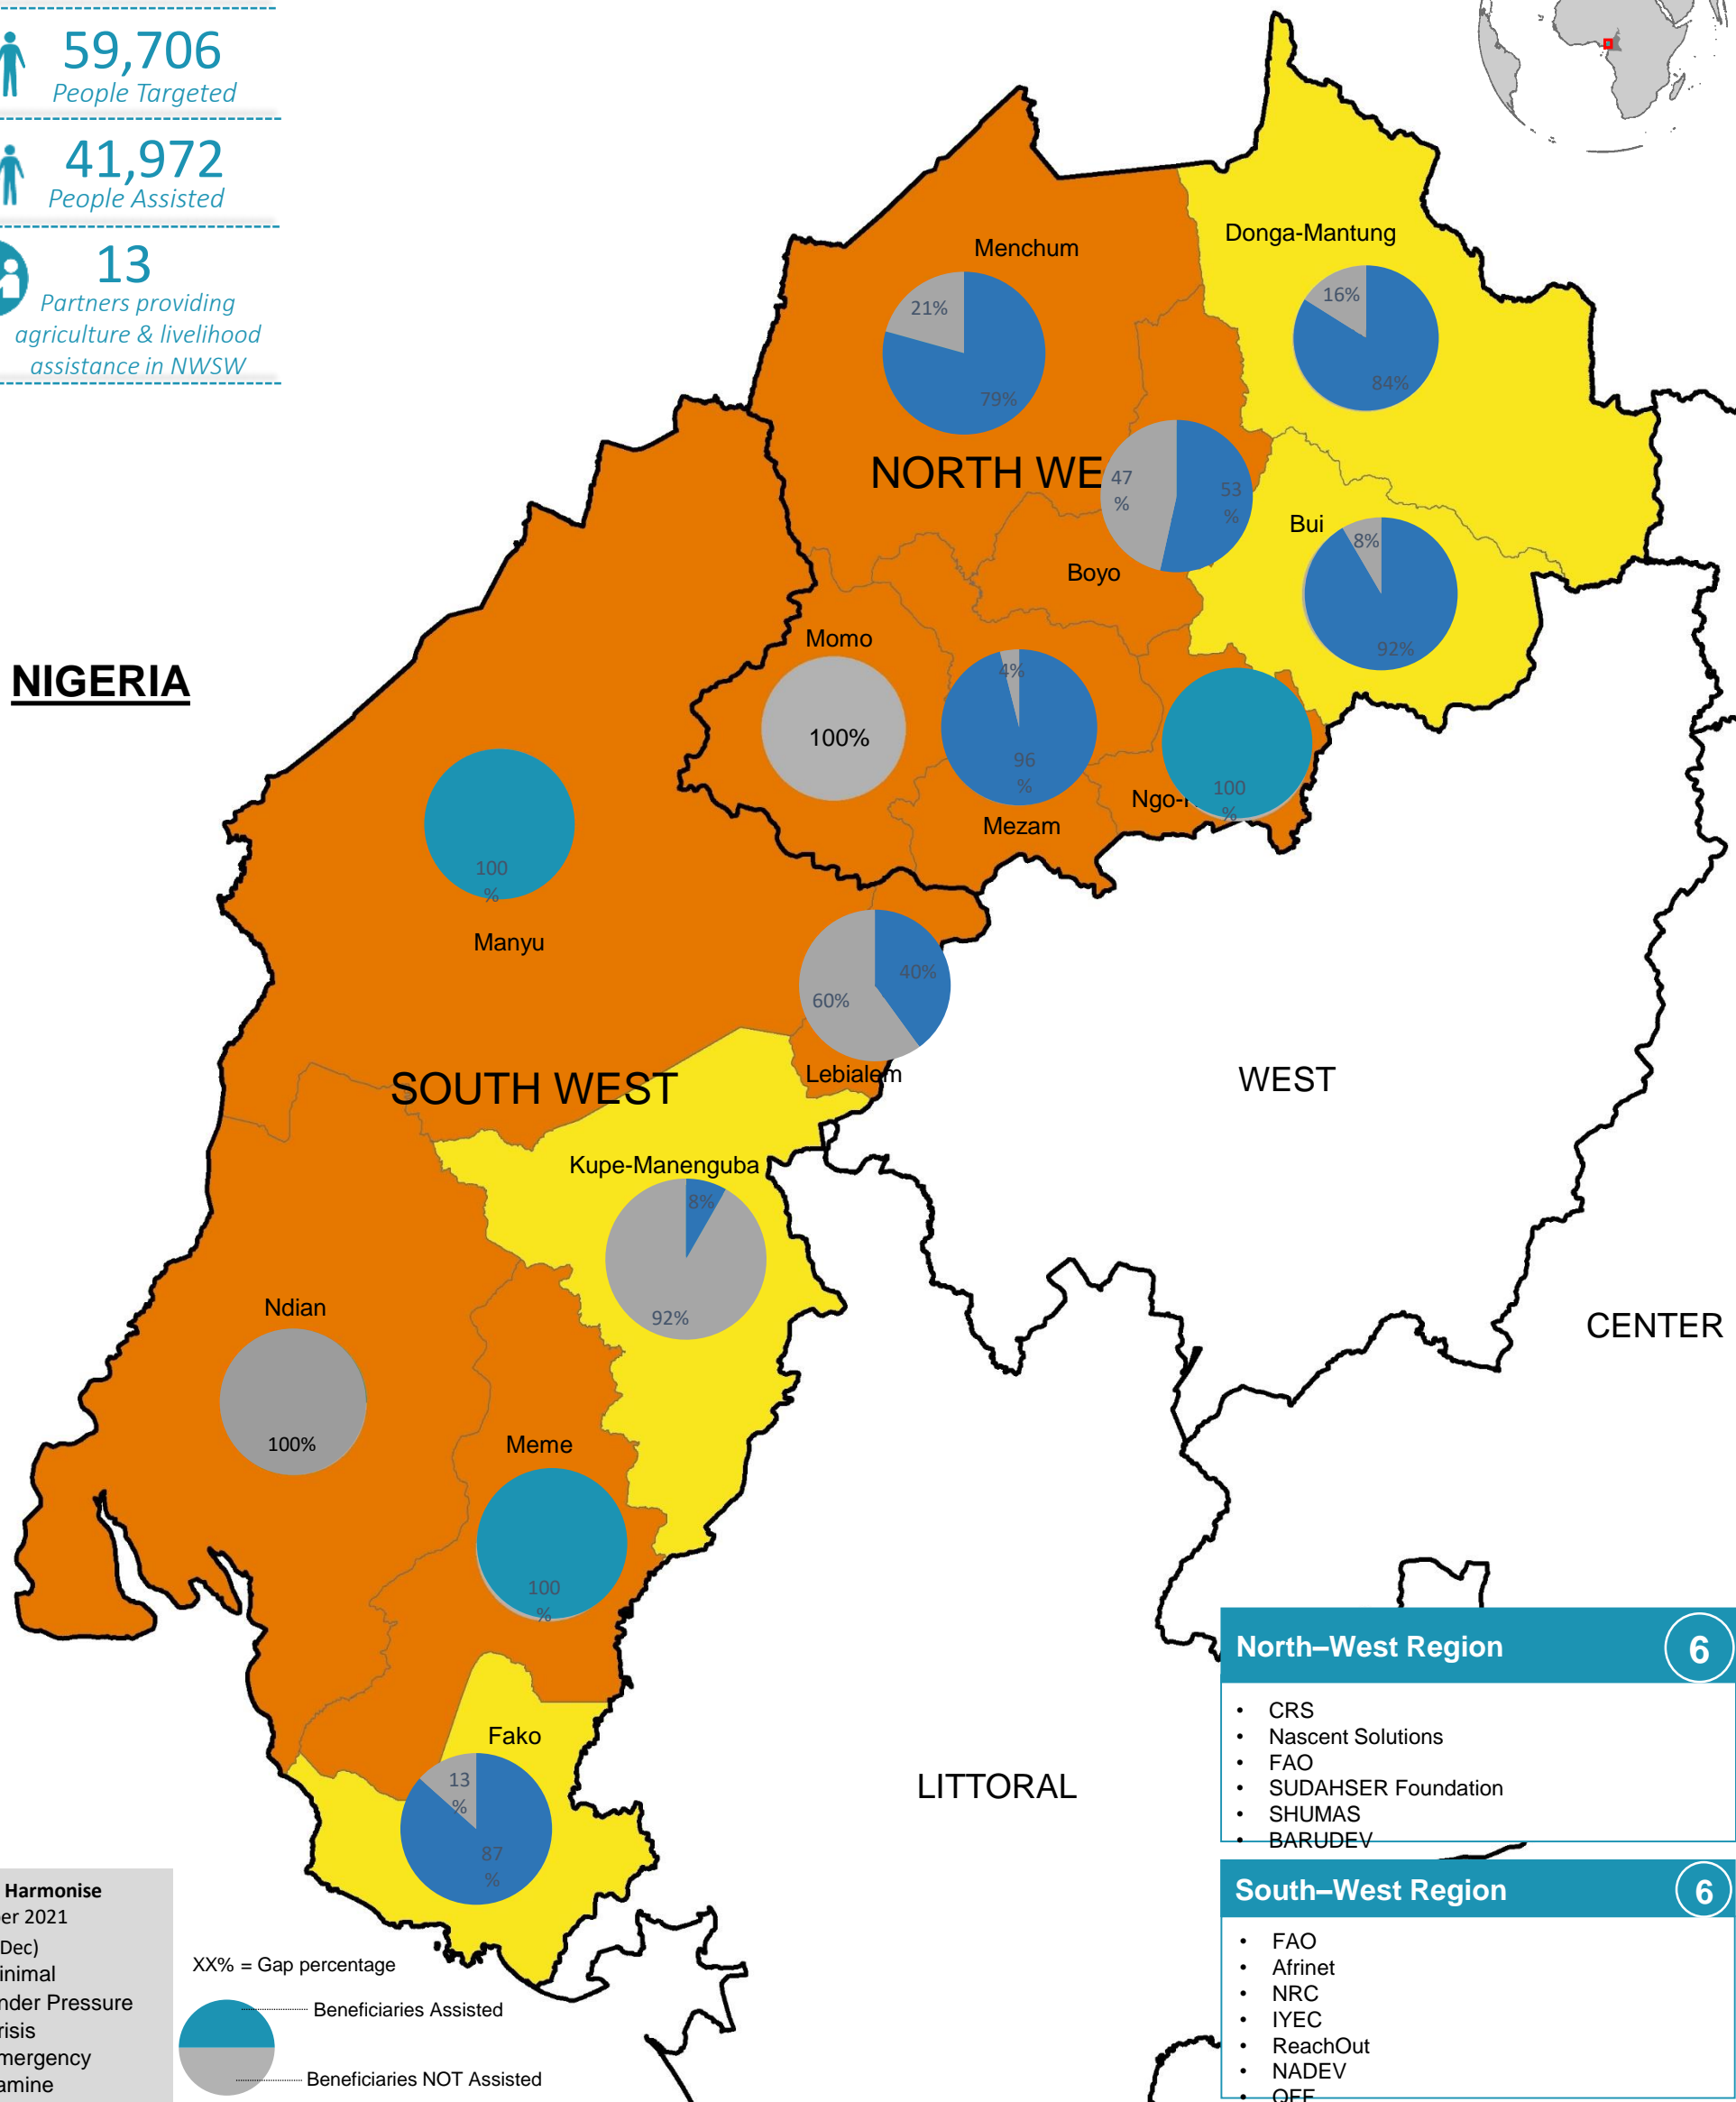 59,706
People Targeted
41,972
People Assisted
13
Partners providing
agriculture & livelihood
assistance in NWSW
Menchum
21%
79%
Donga-Mantung
16%
84%
NORTH WE
47
%
53
%
Bui
8%
92%
Boyo
Momo
100%
4%
96
%
Mezam
100
%
NIGERIA
100
%
Manyu
40%
60%
Lebialem
SOUTH WEST
WEST
Kupe-Manenguba
8%
92%
Ndian
100%
CENTER
Meme
100
%
Fako
13
%
87
%
LITTORAL
North–West Region
6
• CRS
• Nascent Solutions
• FAO
• SUDAHSER Foundation
• SHUMAS
• BARUDEV
South–West Region
6
• FAO
• Afrinet
• NRC
• IYEC
• ReachOut
• NADEV
Harmonise
er 2021
Dec)
inimal
nder Pressure
risis
mergency
amine
XX% = Gap percentage
Beneficiaries Assisted
Beneficiaries NOT Assisted